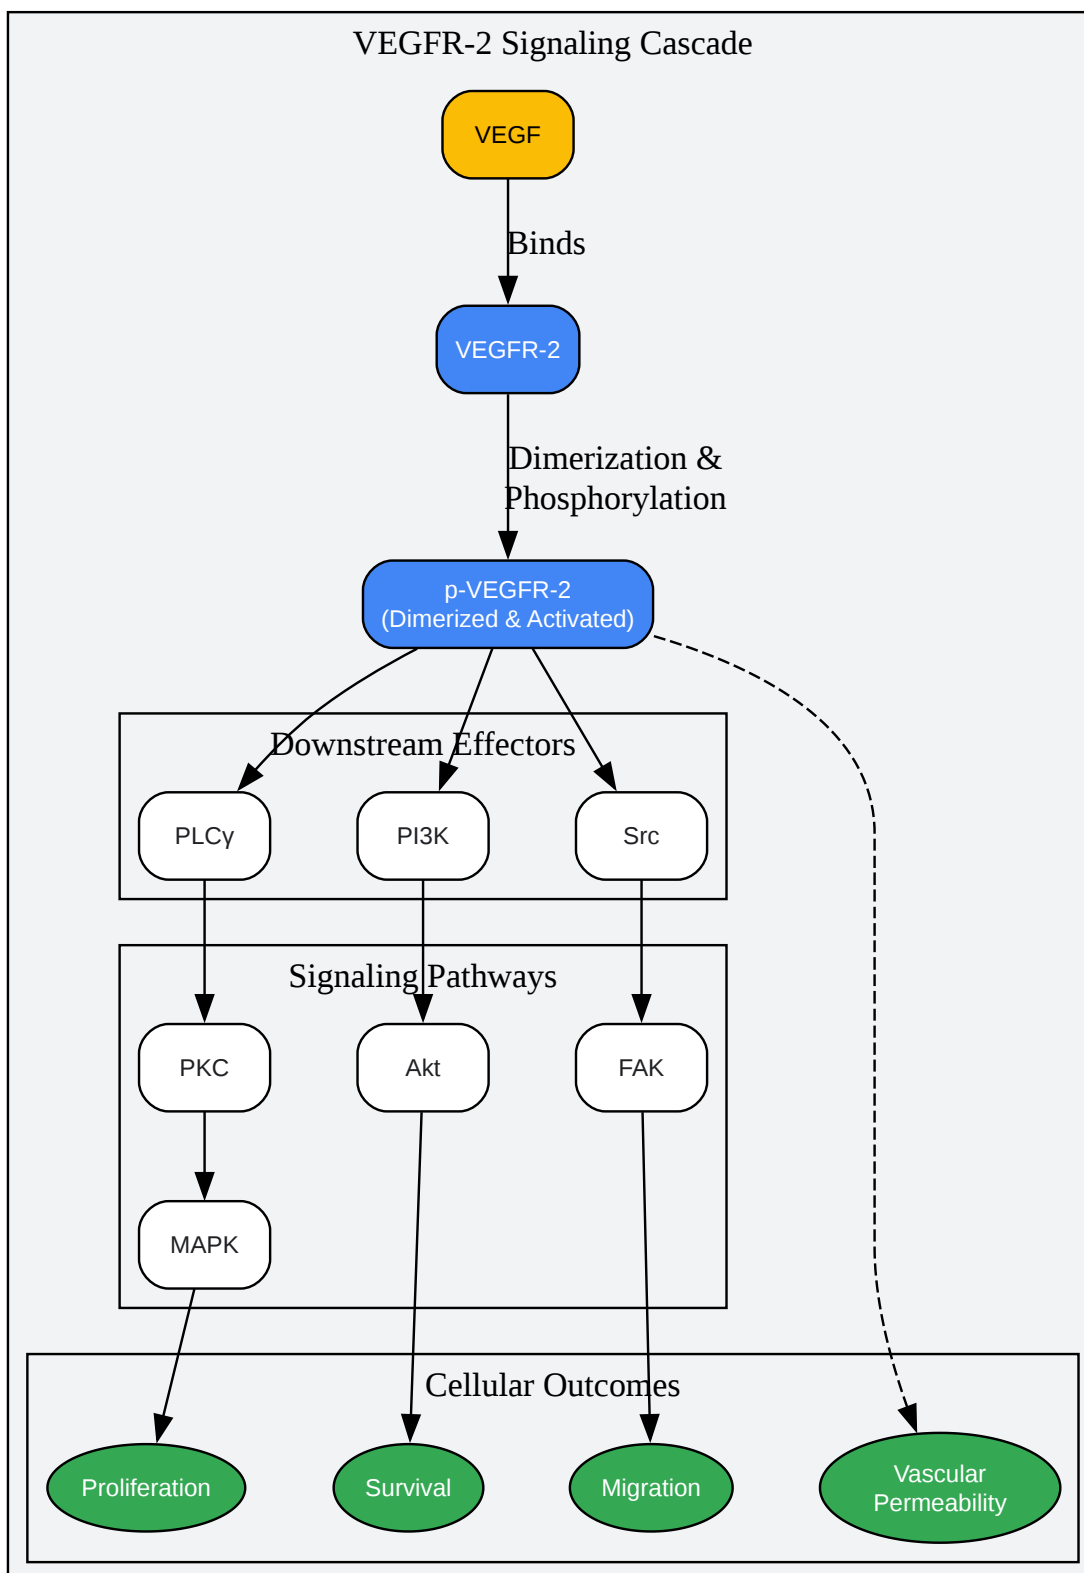 VEGFR-2 Signaling Cascade
VEGF
Binds
VEGFR-2
Dimerization &
Phosphorylation
p-VEGFR-2
(Dimerized & Activated)
Downstream Effectors
PLCγ
PI3K
Src
Signaling Pathways
PKC
Akt
FAK
MAPK
Cellular Outcomes
Proliferation
Survival
Migration
Vascular
Permeability